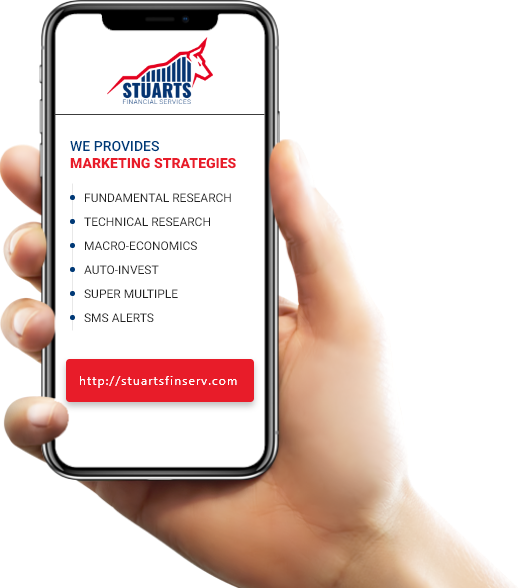 STUARTS
FINANCIAL SERVICES
WE PROVIDES
MARKETING STRATEGIES
FUNDAMENTAL RESEARCH
TECHNICAL RESEARCH
MACRO-ECONOMICS
AUTO-INVEST
SUPER MULTIPLE
SMS ALERTS
http://stuartsfinserv.com